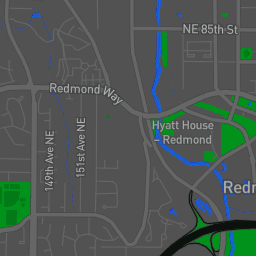 NE 85th St
Redmond Way
Hyatt House
– Redmond
149th Ave NE
151st Ave NE
Redm